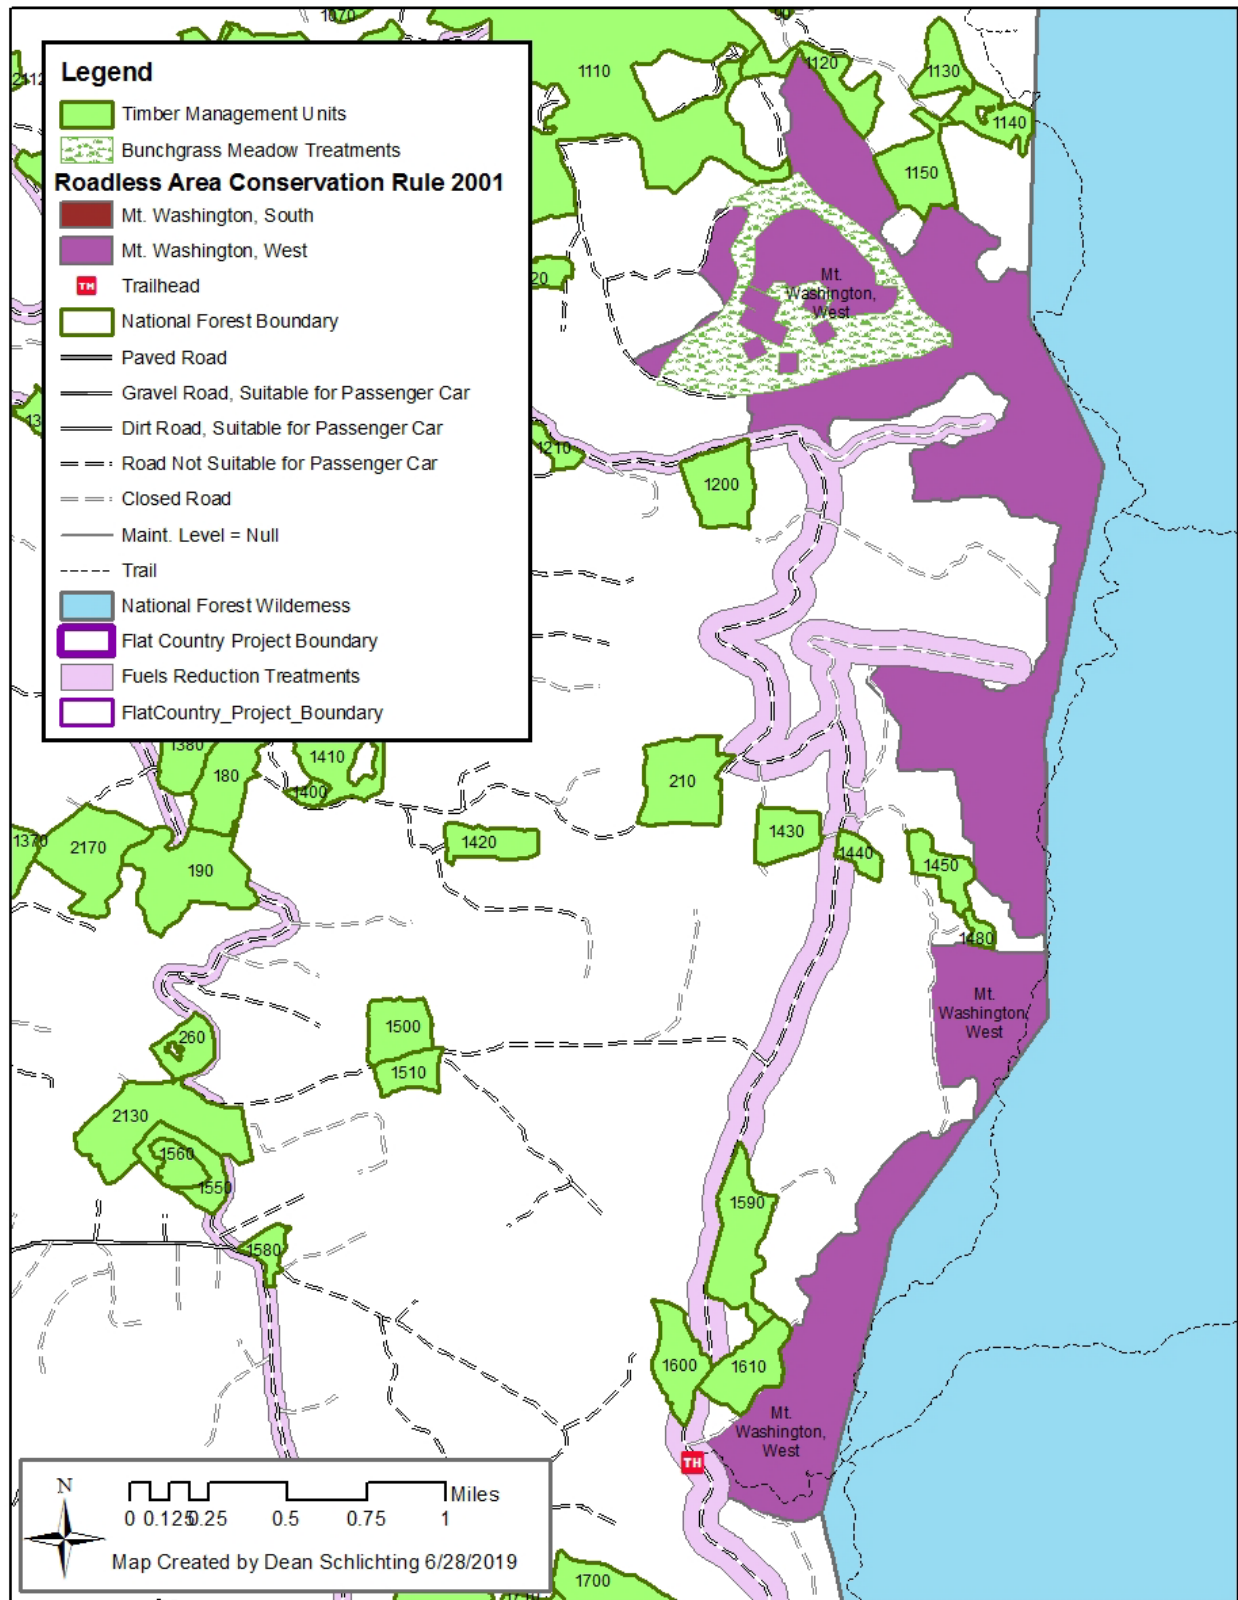 1070
90
2112
1110
1120
1130
1140
1150
Legend
Timber Management Units
Bunchgrass Meadow Treatments
Roadless Area Conservation Rule 2001
Mt. Washington, South
Mt. Washington, West
TH Trailhead
National Forest Boundary
Paved Road
Gravel Road, Suitable for Passenger Car
Dirt Road, Suitable for Passenger Car
Road Not Suitable for Passenger Car
Closed Road
Maint. Level = Null
Trail
National Forest Wilderness
Flat Country Project Boundary
Fuels Reduction Treatments
FlatCountry_Project_Boundary
20
Mt.
Washington,
West
13
1210
1200
1380
180
1410
1400
210
1370
2170
190
1420
1430
1440
1450
1480
Mt.
Washington,
West
260
1500
1510
2130
1560
1550
1590
1580
1600
1610
Mt.
Washington,
West
TH
N
Miles
0 0.125 0.25 0.5 0.75 1
Map Created by Dean Schlichting 6/28/2019
1700